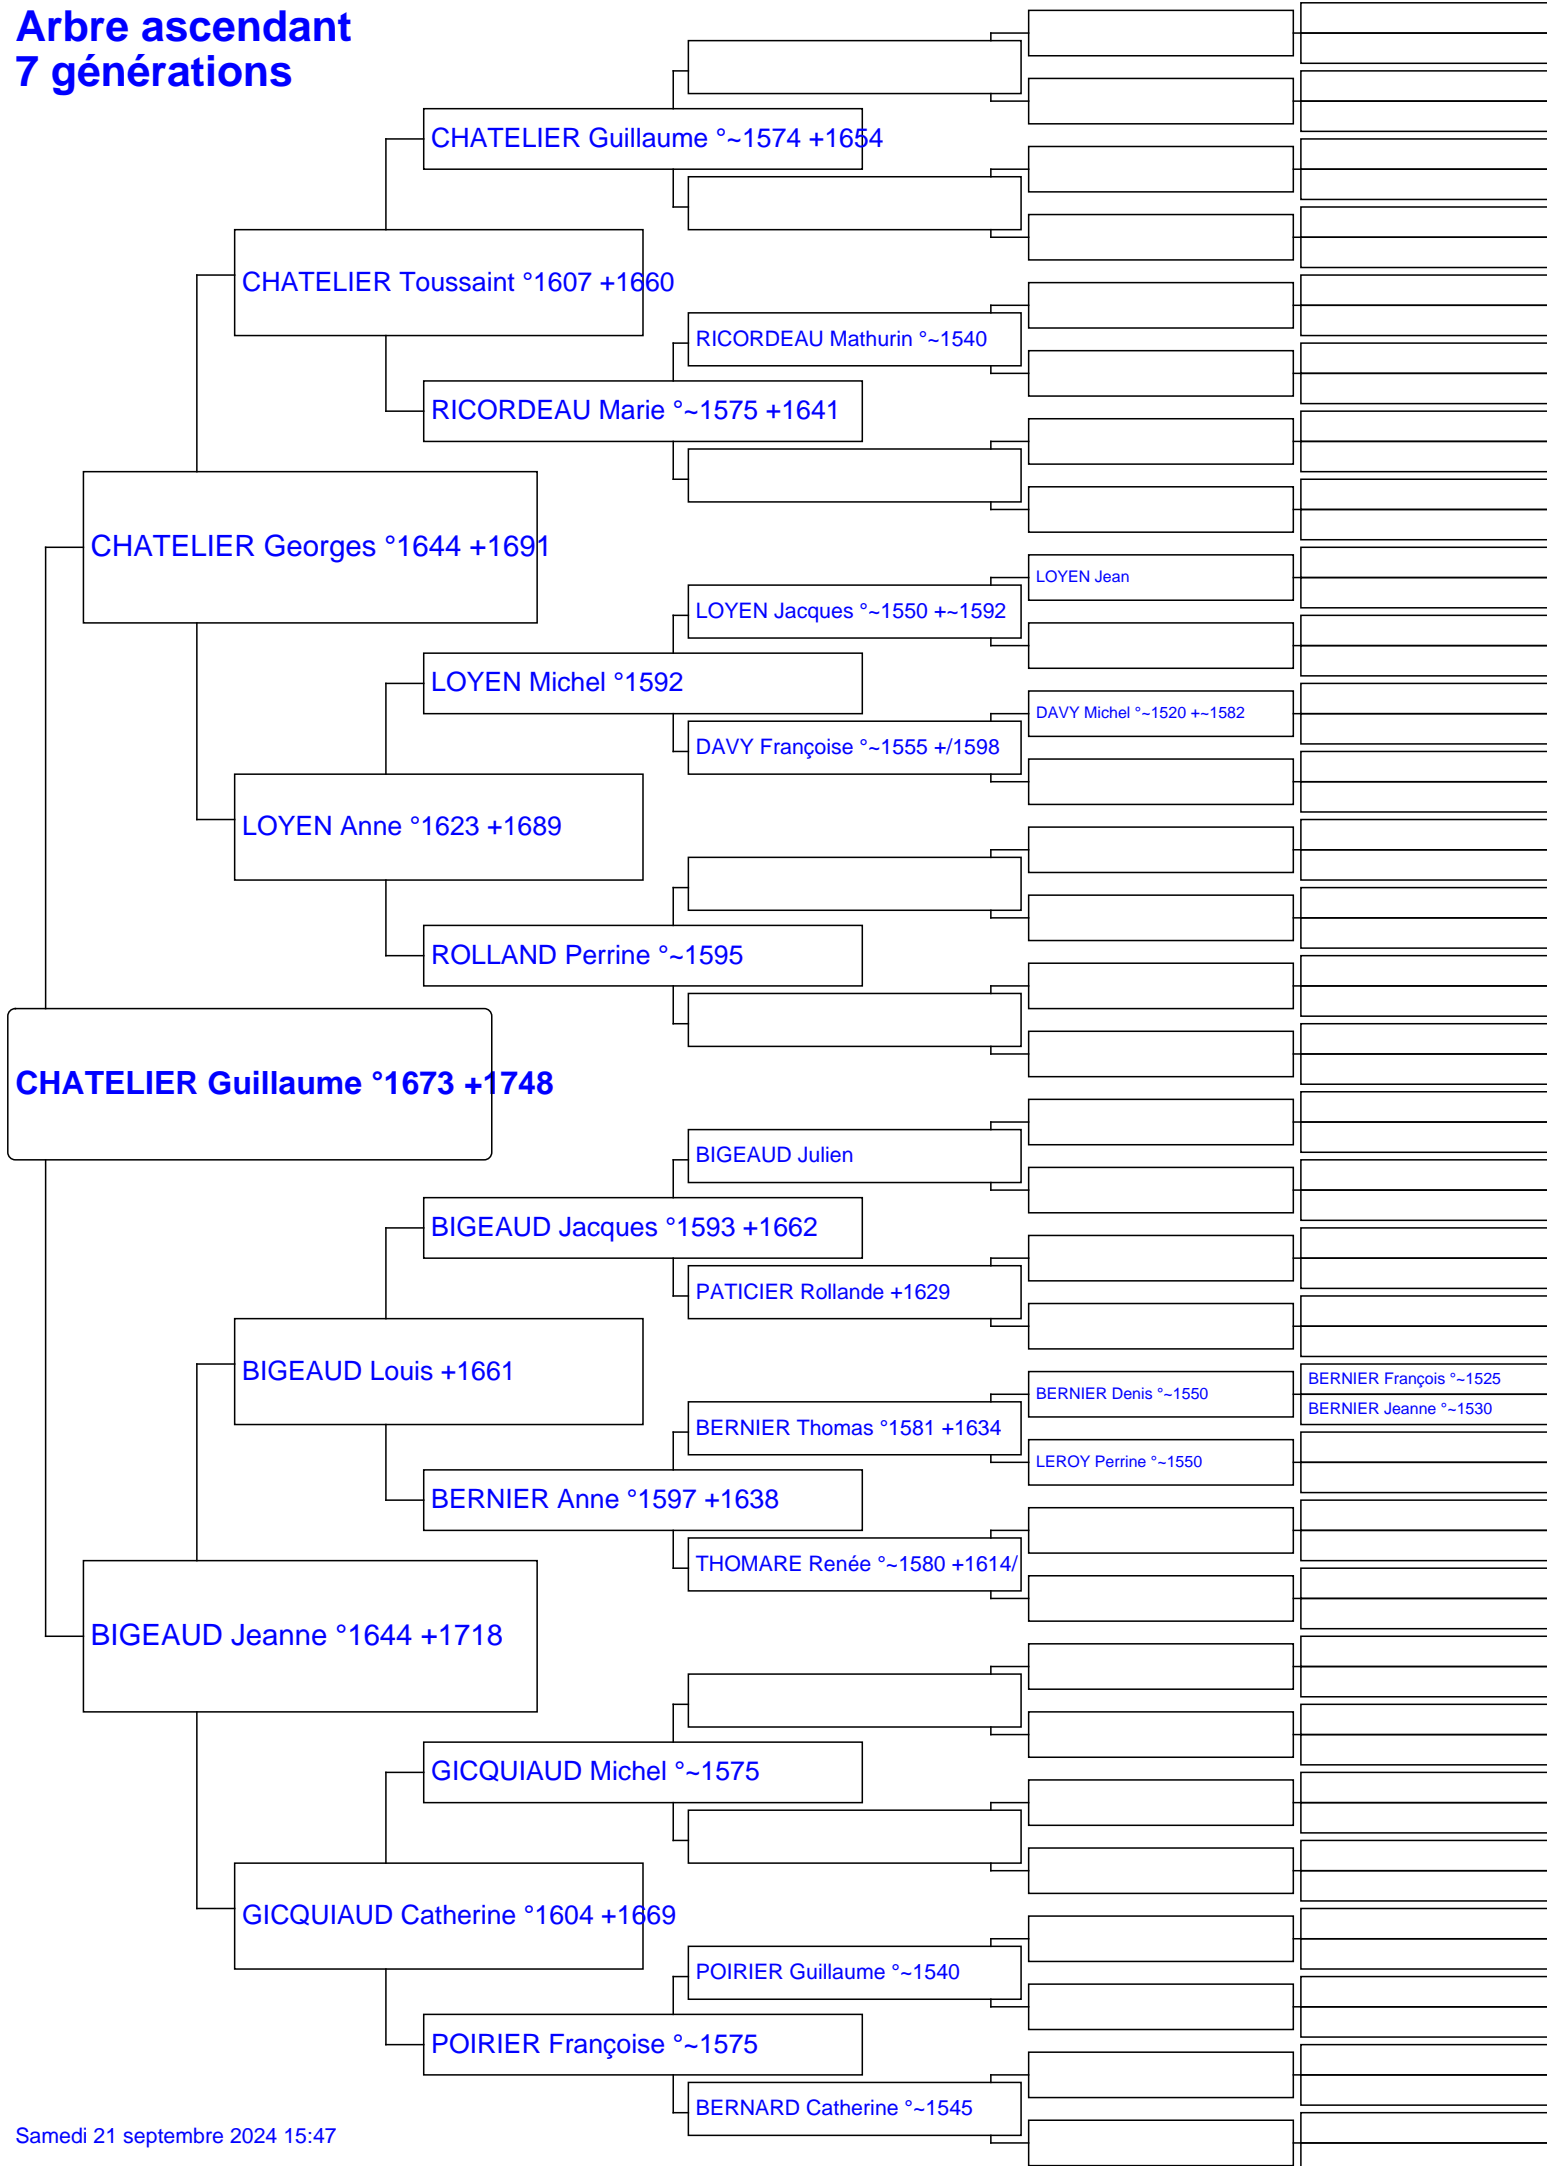 Arbre ascendant
7 générations
CHATELIER Guillaume °~1574 +1654
CHATELIER Toussaint °1607 +1660
RICORDEAU Mathurin °~1540
RICORDEAU Marie °~1575 +1641
CHATELIER Georges °1644 +1691
LOYEN Jean
LOYEN Jacques °~1550 +~1592
LOYEN Michel °1592
DAVY Michel °~1520 +~1582
DAVY Françoise °~1555 +/1598
LOYEN Anne °1623 +1689
ROLLAND Perrine °~1595
CHATELIER Guillaume °1673 +1748
BIGEAUD Julien
BIGEAUD Jacques °1593 +1662
PATICIER Rollande +1629
BIGEAUD Louis +1661
BERNIER François °~1525
BERNIER Denis °~1550
BERNIER Jeanne °~1530
BERNIER Thomas °1581 +1634
LEROY Perrine °~1550
BERNIER Anne °1597 +1638
THOMARE Renée °~1580 +1614/
BIGEAUD Jeanne °1644 +1718
GICQUIAUD Michel °~1575
GICQUIAUD Catherine °1604 +1669
POIRIER Guillaume °~1540
POIRIER Françoise °~1575
BERNARD Catherine °~1545
Samedi 21 septembre 2024 15:47